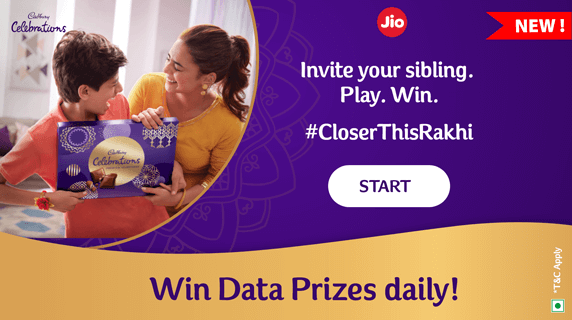 Cadbury
Celebrations
Jio
NEW !
Invite your sibling.
Play. Win.
#CloserThisRakhi
START
Cadbury
Celebrations
Win Data Prizes daily!
*T&C Apply